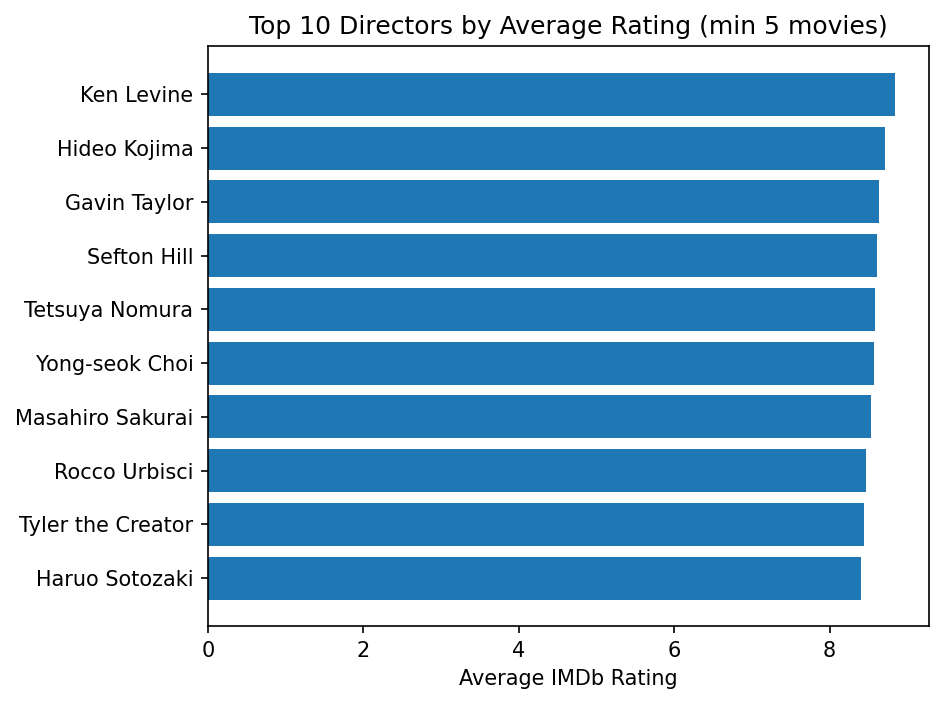 Top 10 Directors by Average Rating (min 5 movies)
Ken Levine
Hideo Kojima
Gavin Taylor
Sefton Hill
Tetsuya Nomura
Yong-seok Choi
Masahiro Sakurai
Rocco Urbisci
Tyler the Creator
Haruo Sotozaki
0 2 4 6 8
Average IMDb Rating